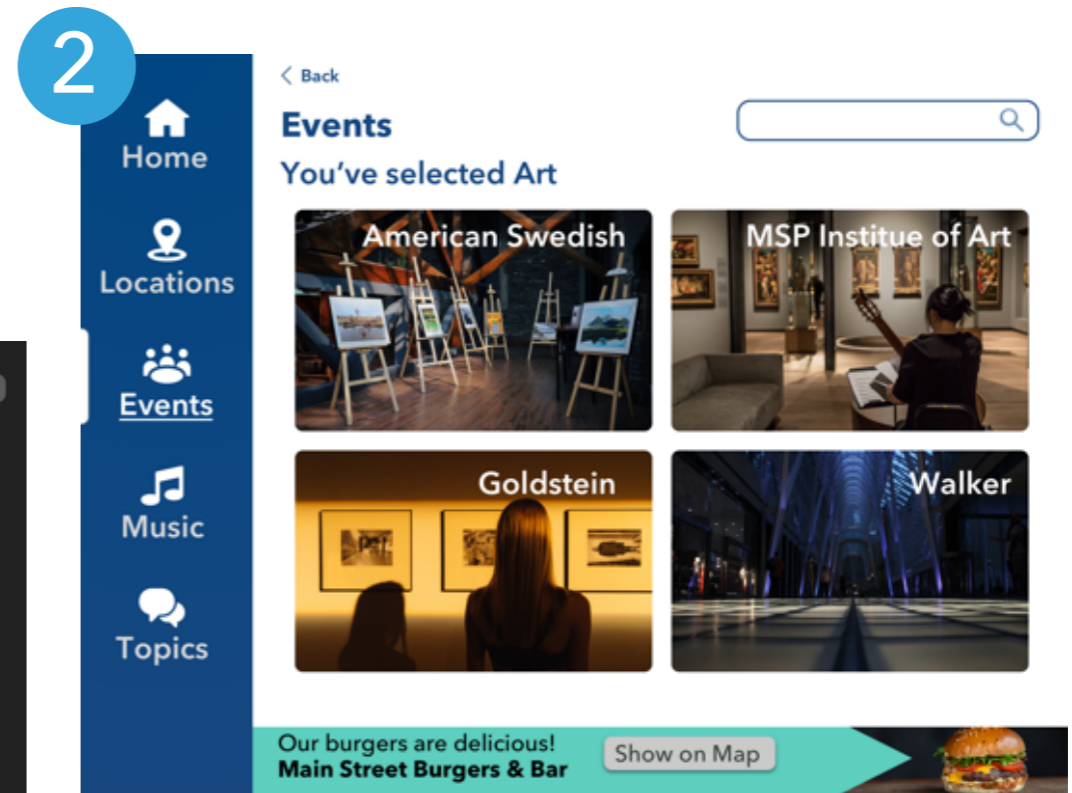 2
Home
Locations
Events
Music
Topics
Back
Events
You've selected Art
American Swedish
MSP Institue of Art
Goldstein
Walker
Our burgers are delicious!
Main Street Burgers & Bar
Show on Map